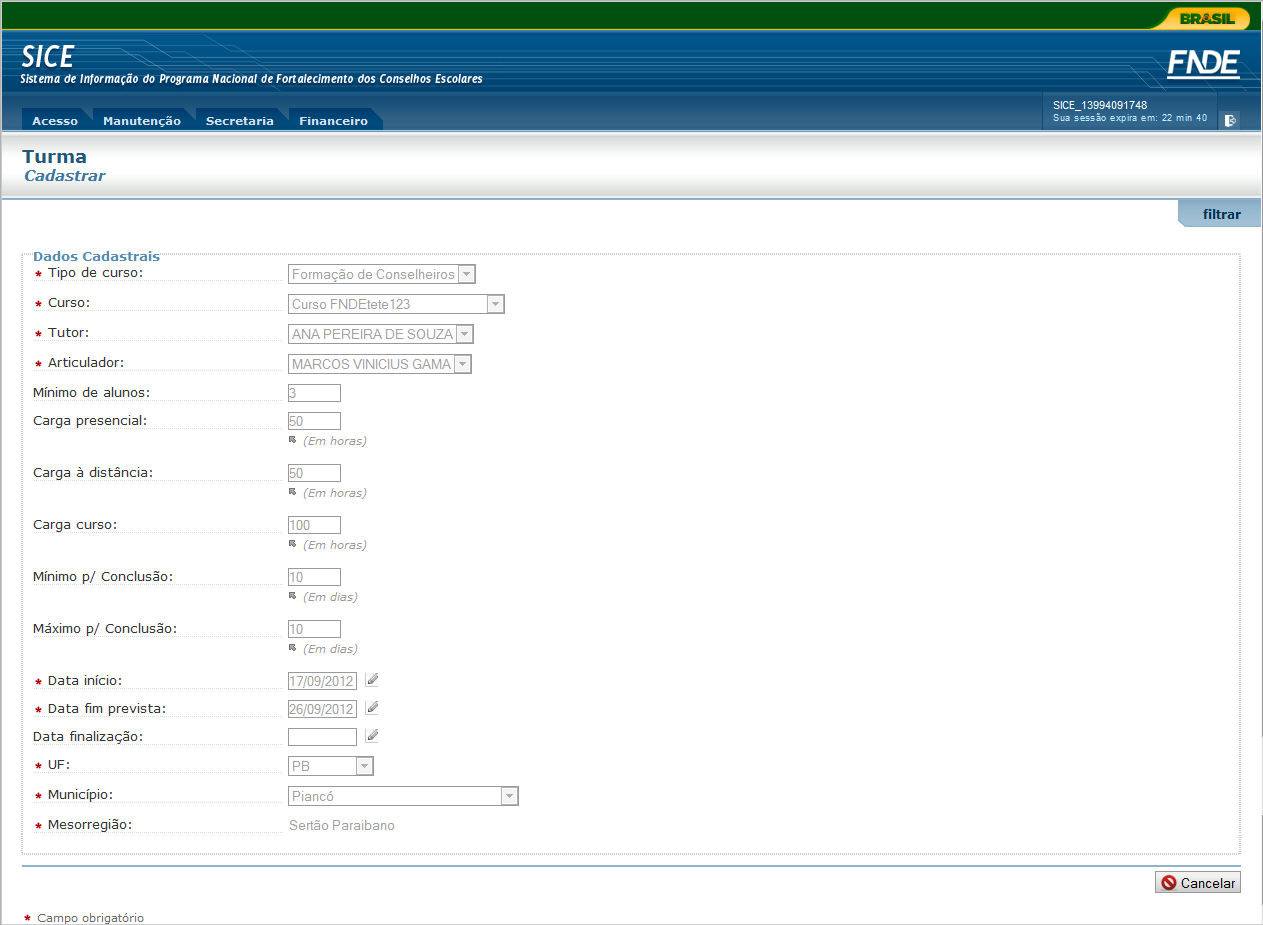 BRASIL
SICE
Sistema de Informação do Programa Nacional de Fortalecimento dos Conselhos Escolares
FNDE
Acesso Manutenção Secretaria Financeiro
SICE_13994091748
Sua sessão expira em: 22 min 40
Turma
Cadastrar
filtrar
Dados Cadastrais
* Tipo de curso: Formação de Conselheiros
* Curso: Curso FNDEtete123
* Tutor: ANA PEREIRA DE SOUZA
* Articulador: MARCOS VINICIUS GAMA
Mínimo de alunos: 3
Carga presencial: 50
(Em horas)
Carga à distância: 50
(Em horas)
Carga curso: 100
(Em horas)
Mínimo p/ Conclusão: 10
(Em dias)
Máximo p/ Conclusão: 10
(Em dias)
* Data início: 17/09/2012
* Data fim prevista: 26/09/2012
Data finalização:
* UF: PB
* Município: Piancó
* Mesorregião: Sertão Paraibano
Cancelar
* Campo obrigatório